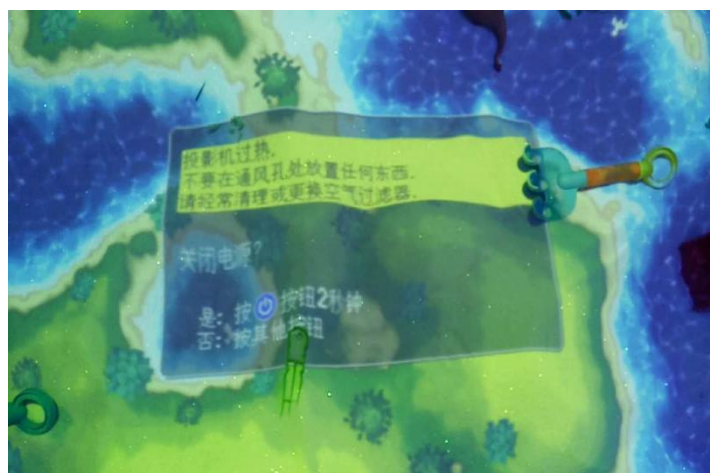 投影机过热.
不要在通风孔处放置任何东西.
请经常清理或更换空气过滤器.
关闭电源?
是: 按 按钮2秒钟
否: 按其他按钮